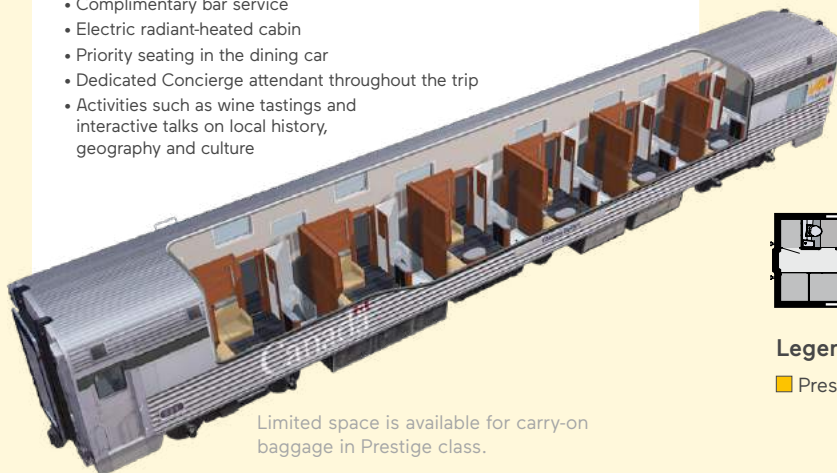 • Complimentary bar service
• Electric radiant-heated cabin
• Priority seating in the dining car
• Dedicated Concierge attendant throughout the trip
• Activities such as wine tastings and
interactive talks on local history,
geography and culture
Canada
Limited space is available for carry-on
baggage in Prestige class.
Legen
Pres